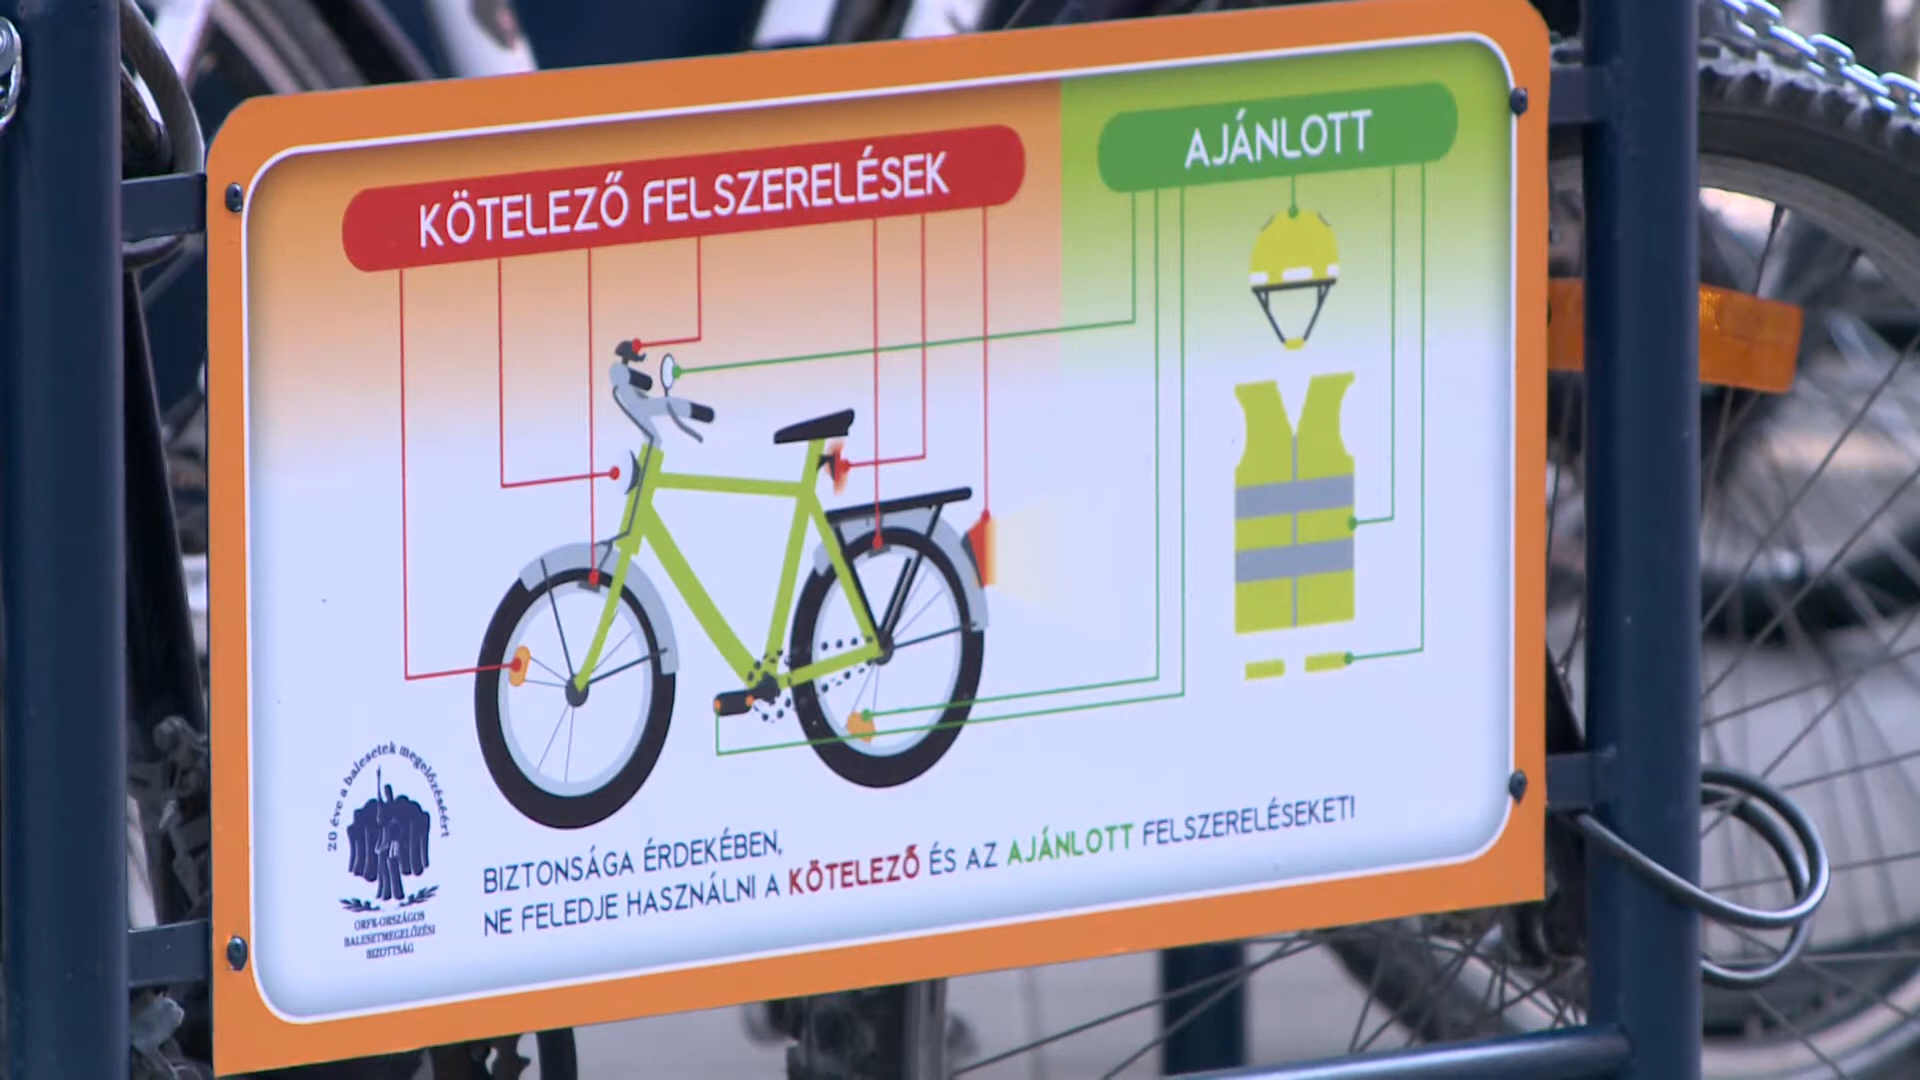 KÖTELEZŐ FELSZERELÉSEK
AJÁNLOTT
20 éve a balesetek megelőzéséért
ORFK-ORSZÁGOS
BALESETMEGELŐZÉSI
BIZOTTSÁG
BIZTONSÁGA ÉRDEKÉBEN,
NE FELEDJE HASZNÁLNI A KÖTELEZŐ ÉS AZ AJÁNLOTT FELSZERELÉSEKET!